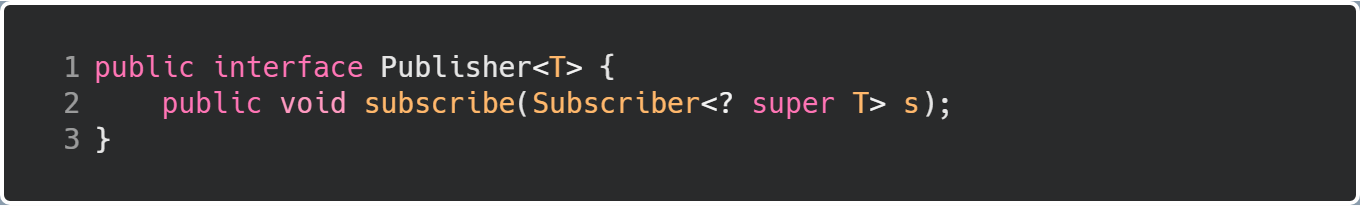 1 public interface Publisher<T> {
2     public void subscribe(Subscriber<? super T> s);
3 }